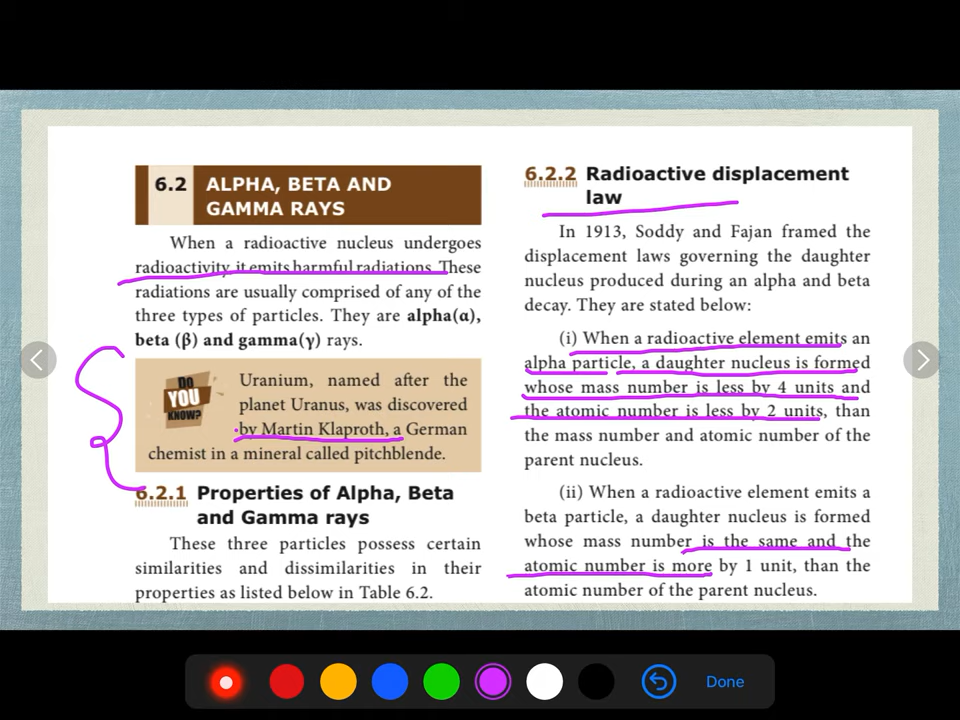 6.2 ALPHA, BETA AND
GAMMA RAYS
When a radioactive nucleus undergoes
radioactivity, it emits harmful radiations. These
radiations are usually comprised of any of the
three types of particles. They are alpha(α),
beta (β) and gamma(γ) rays.
DO
YOU
KNOW?
Uranium, named after the
planet Uranus, was discovered
by Martin Klaproth, a German
chemist in a mineral called pitchblende.
6.2.1 Properties of Alpha, Beta
and Gamma rays
These three particles possess certain
similarities and dissimilarities in their
properties as listed below in Table 6.2.
6.2.2 Radioactive displacement
law
In 1913, Soddy and Fajan framed the
displacement laws governing the daughter
nucleus produced during an alpha and beta
decay. They are stated below:
(i) When a radioactive element emits an
alpha particle, a daughter nucleus is formed
whose mass number is less by 4 units and
the atomic number is less by 2 units, than
the mass number and atomic number of the
parent nucleus.
(ii) When a radioactive element emits a
beta particle, a daughter nucleus is formed
whose mass number is the same and the
atomic number is more by 1 unit, than the
atomic number of the parent nucleus.
Done